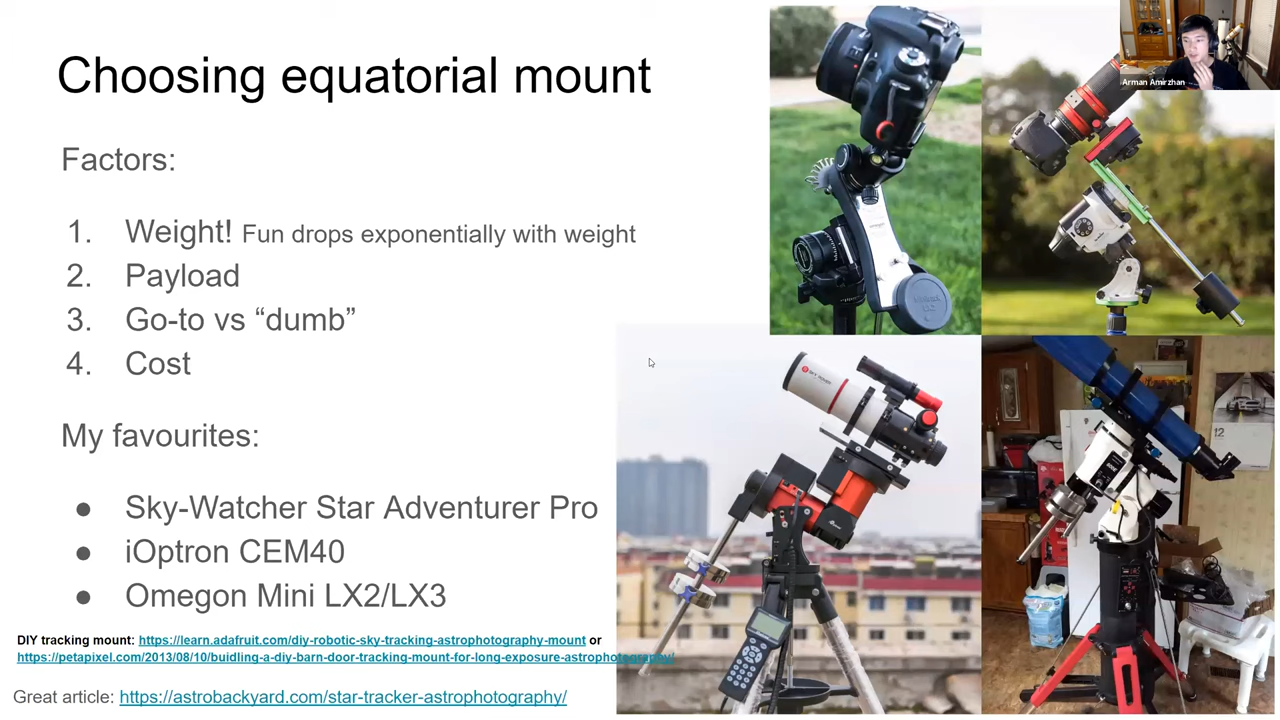 Choosing equatorial mount
Arman Amirzhan
Factors:
1. Weight! Fun drops exponentially with weight
2. Payload
3. Go-to vs “dumb”
4. Cost
My favourites:
● Sky-Watcher Star Adventurer Pro
● iOptron CEM40
● Omegon Mini LX2/LX3
DIY tracking mount: https://learn.adafruit.com/diy-robotic-sky-tracking-astrophotography-mount or
https://petapixel.com/2013/08/10/buidling-a-diy-barn-door-tracking-mount-for-long-exposure-astrophotography/
Great article: https://astrobackyard.com/star-tracker-astrophotography/
12